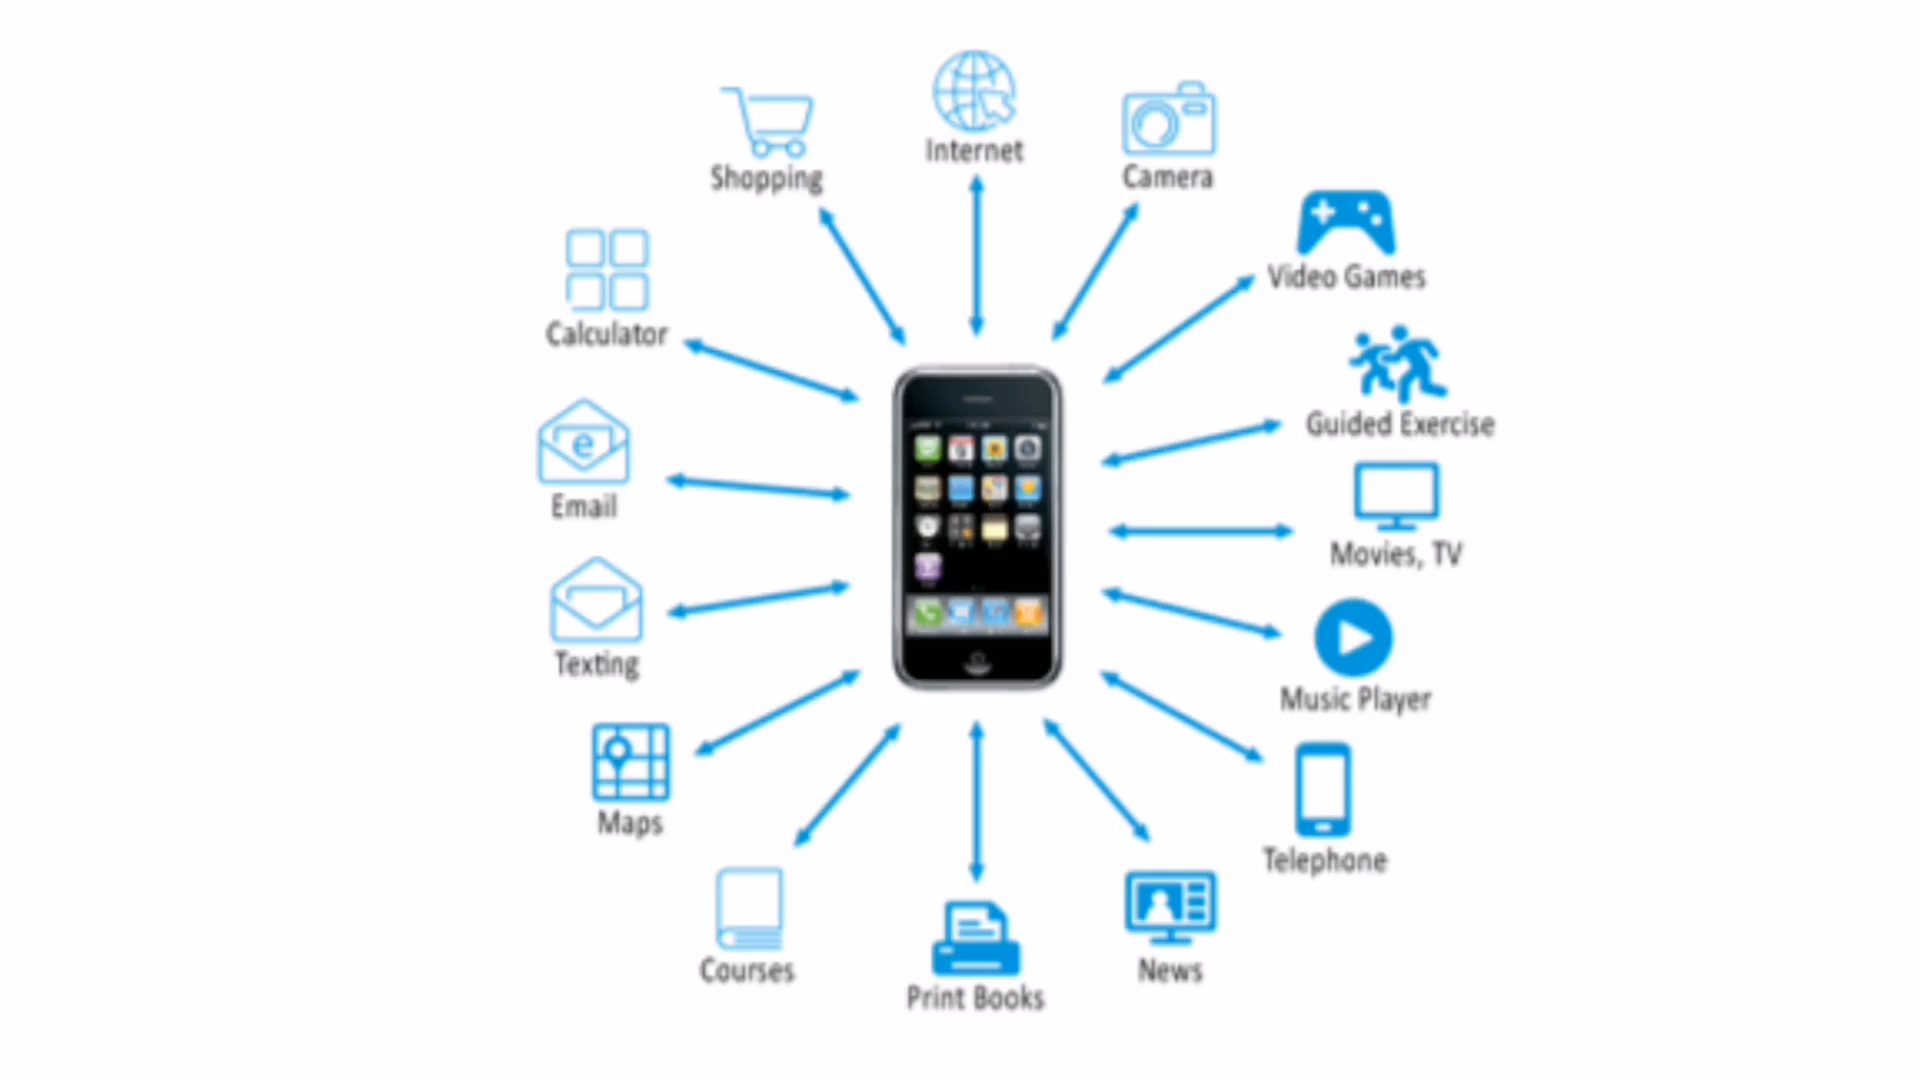 Internet
Shopping
Camera
Video Games
Calculator
Guided Exercise
e
Email
Movies, TV
Texting
Music Player
Maps
Telephone
Courses
News
Print Books